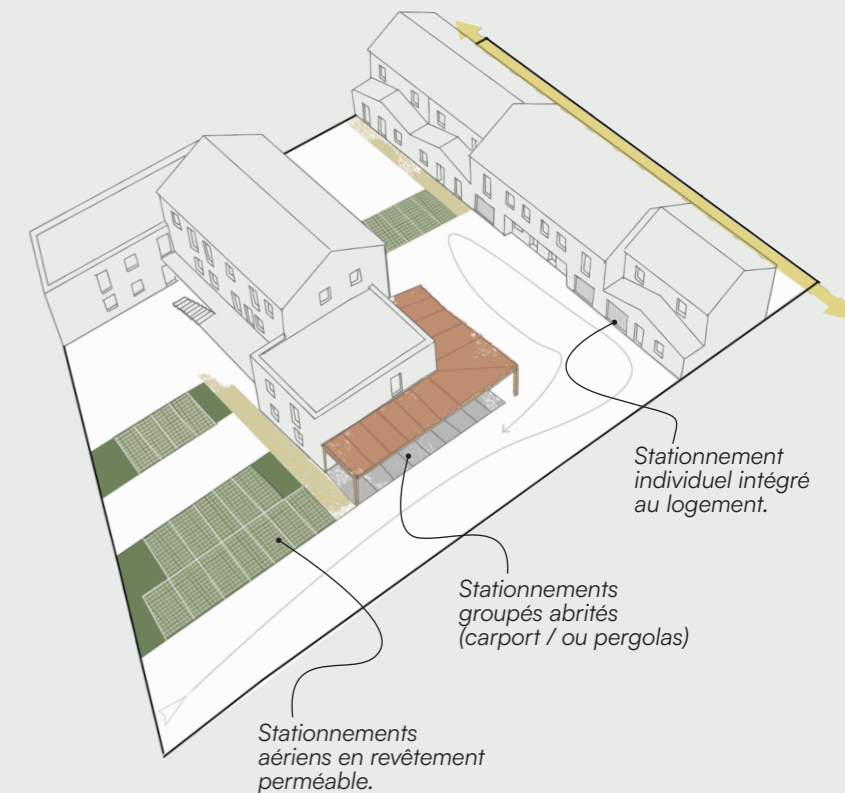 Stationnement
individuel intégré
au logement.
Stationnements
groupés abrités
(carport / ou pergolas)
Stationnements
aériens en revêtement
perméable.